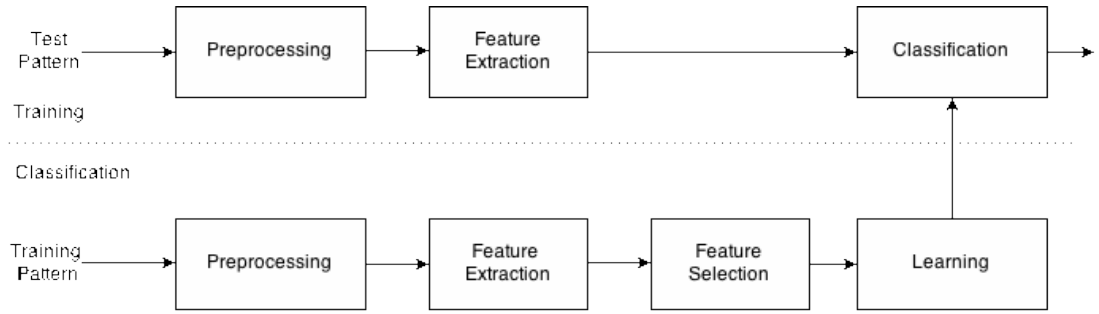 Test
Pattern
Preprocessing
Feature
Extraction
Classification
Training
Classification
Training
Pattern
Preprocessing
Feature
Extraction
Feature
Selection
Learning